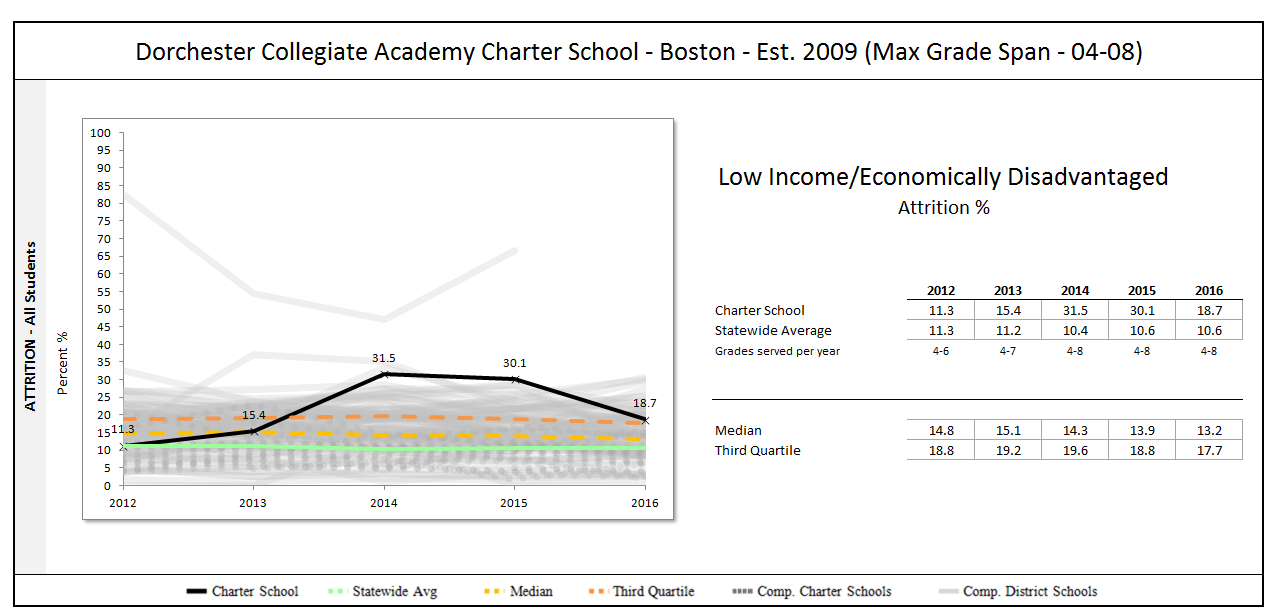 Dorchester Collegiate Academy Charter School - Boston - Est. 2009 (Max Grade Span - 04-08)
ATTRITION - All Students
Percent %
100
95
90
85
80
75
70
65
60
55
50
45
40
35
30
25
20
15
10
5
0
11.3
15.4
31.5
30.1
18.7
2012 2013 2014 2015 2016
Low Income/Economically Disadvantaged
Attrition %
2012 2013 2014 2015 2016
Charter School 11.3 15.4 31.5 30.1 18.7
Statewide Average 11.3 11.2 10.4 10.6 10.6
Grades served per year 4-6 4-7 4-8 4-8 4-8
Median 14.8 15.1 14.3 13.9 13.2
Third Quartile 18.8 19.2 19.6 18.8 17.7
Charter School Statewide Avg Median Third Quartile Comp. Charter Schools Comp. District Schools